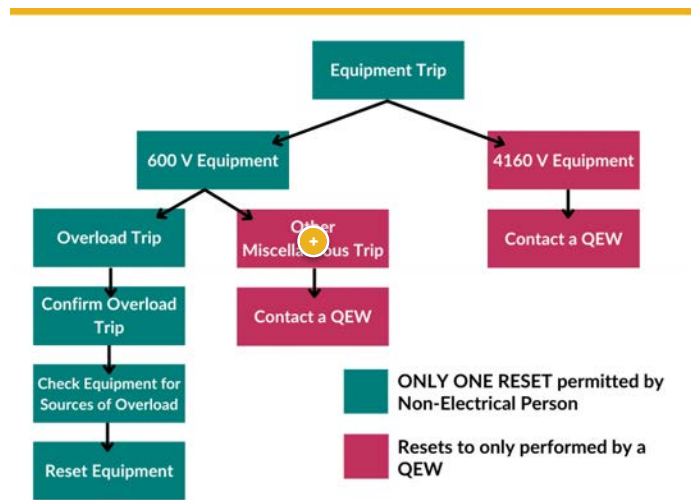 Equipment Trip
600 V Equipment
4160 V Equipment
Overload Trip
Other
Miscellaneous Trip
Contact a QEW
Confirm Overload
Trip
Contact a QEW
Check Equipment for
Sources of Overload
Reset Equipment
ONLY ONE RESET permitted by
Non-Electrical Person
Resets to only performed by a
QEW